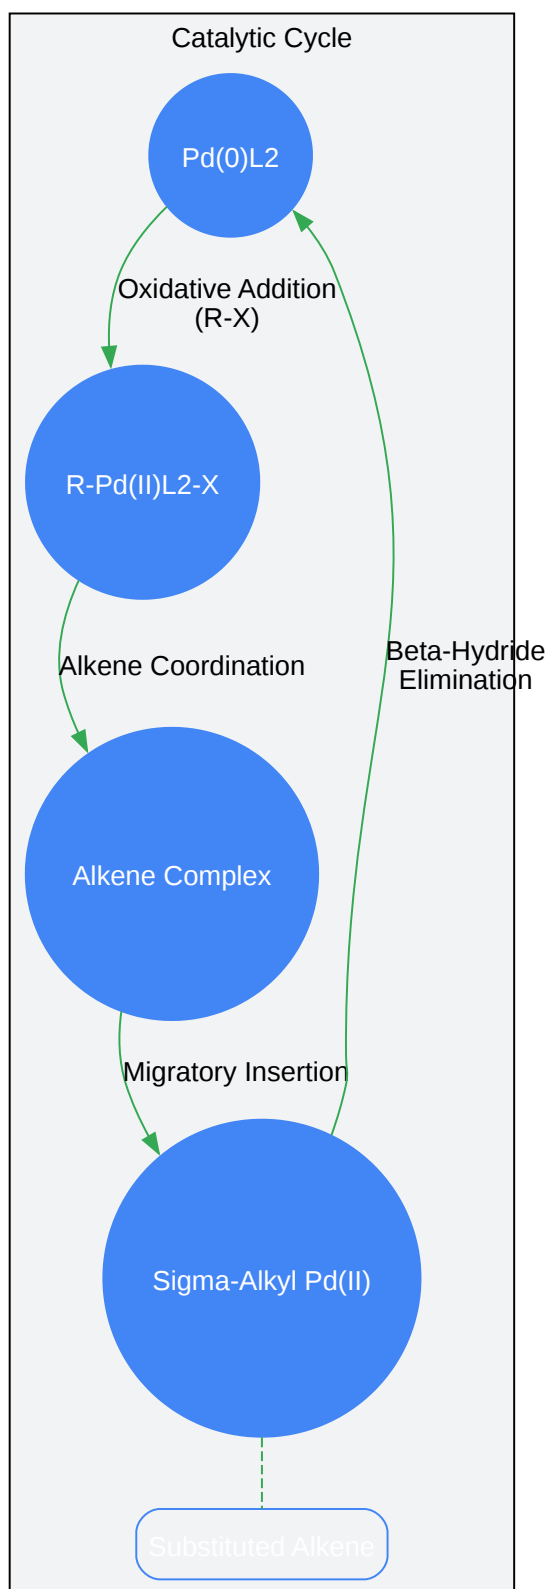 Catalytic Cycle
Pd(0)L2
Oxidative Addition
(R-X)
R-Pd(II)L2-X
Alkene Coordination
Beta-Hydride
Elimination
Alkene Complex
Migratory Insertion
Sigma-Alkyl Pd(II)
Substituted Alkene